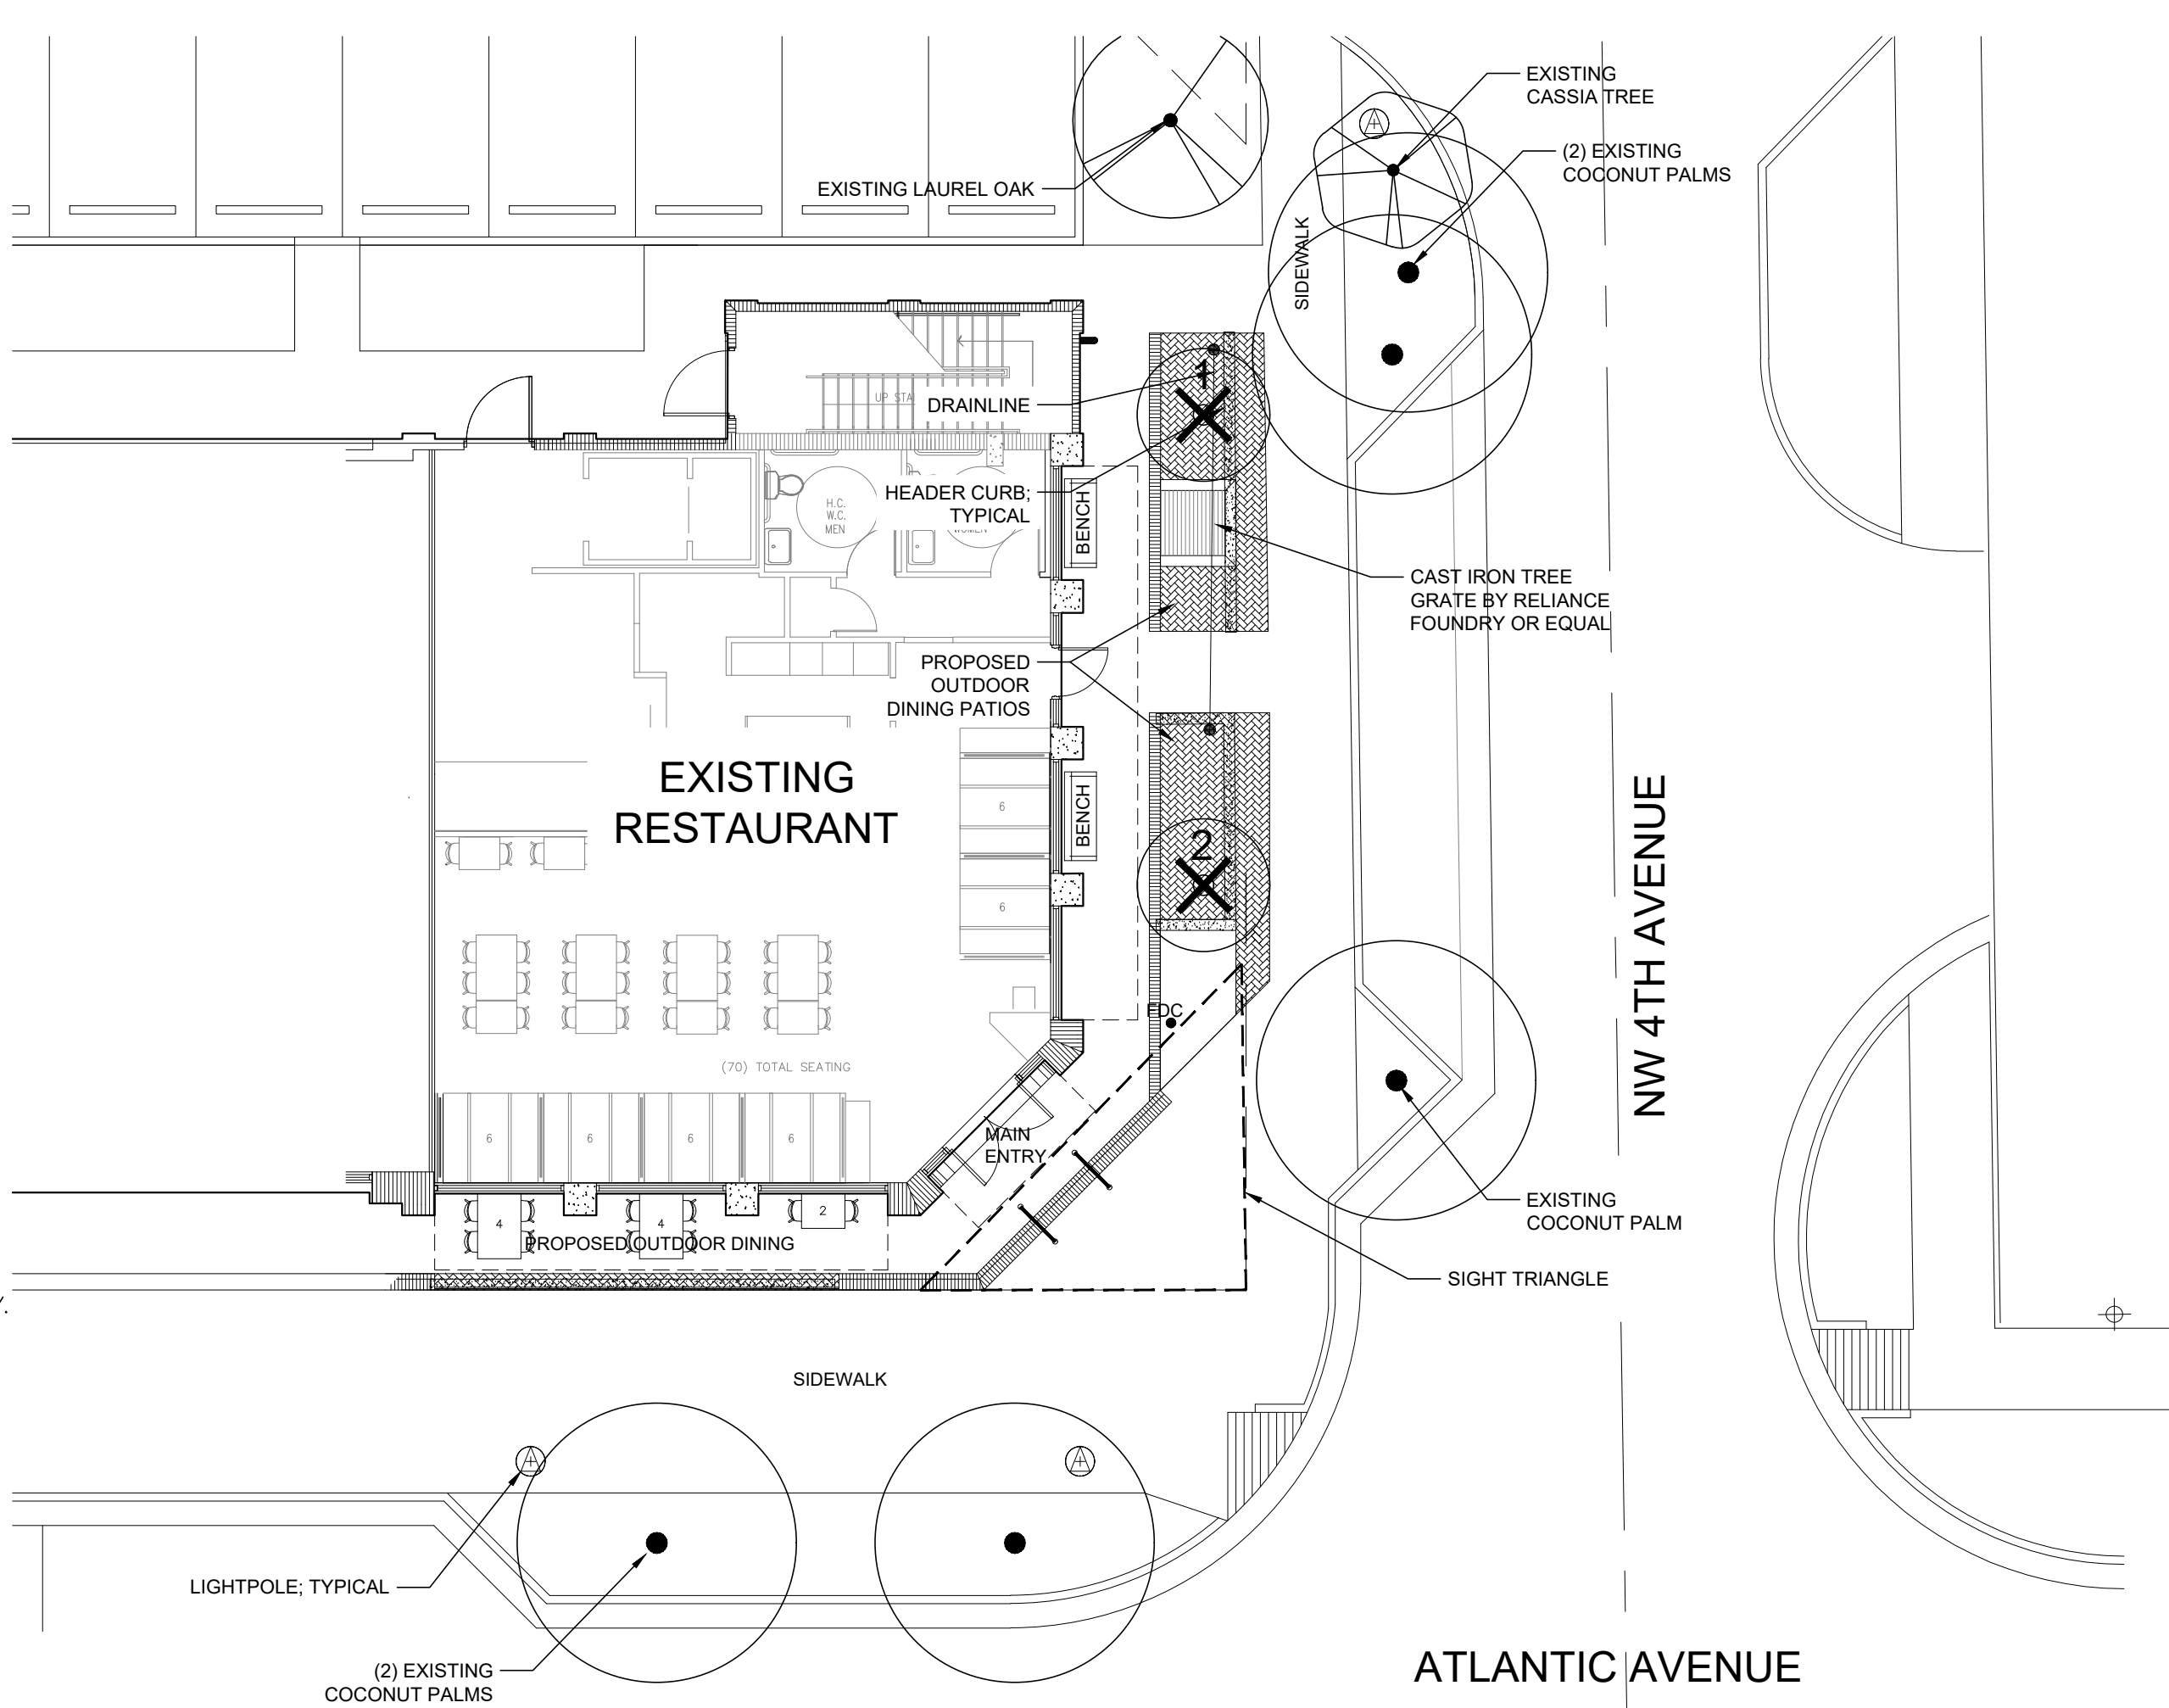 EXISTING
CASSIA TREE
(2) EXISTING
COCONUT PALMS
EXISTING LAUREL OAK
SIDEWALK
1
UP STA
DRAINLINE
HEADER CURB;
TYPICAL
H.C.
W.C.
MEN
BENCH
CAST IRON TREE
GRATE BY RELIANCE
FOUNDRY OR EQUAL
PROPOSED
OUTDOOR
DINING PATIOS
EXISTING
RESTAURANT
6
BENCH
2
6
NW 4TH AVENUE
FDC
(70) TOTAL SEATING
6
6
6
6
MAIN
ENTRY
4
4
2
PROPOSED OUTDOOR DINING
EXISTING
COCONUT PALM
SIGHT TRIANGLE
SIDEWALK
LIGHTPOLE; TYPICAL
(2) EXISTING
COCONUT PALMS
ATLANTIC AVENUE